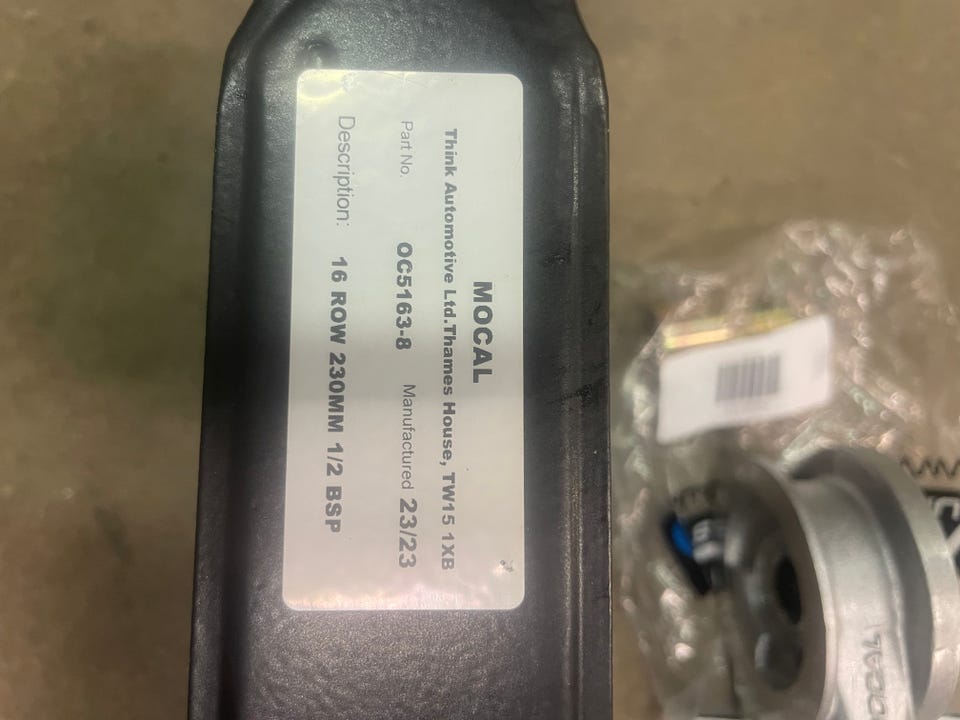 MOCAL
Think Automotive Ltd.Thames House, TW15 1XB
Part No. OC5163-8 Manufactured 23/23
Description: 16 ROW 230MM 1/2 BSP